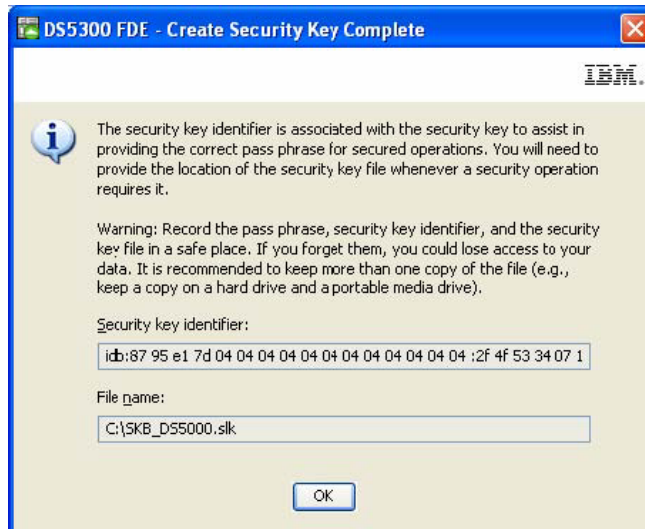 DS5300 FDE - Create Security Key Complete
IBM.
The security key identifier is associated with the security key to assist in
providing the correct pass phrase for secured operations. You will need to
provide the location of the security key file whenever a security operation
requires it.
Warning: Record the pass phrase, security key identifier, and the security
key file in a safe place. If you forget them, you could lose access to your
data. It is recommended to keep more than one copy of the file (e.g.,
keep a copy on a hard drive and a portable media drive).
Security key identifier:
idb:87 95 e1 7d 04 04 04 04 04 04 04 04 04 04 04 04 :2f 4f 53 34 07 1
File name:
C:\SKB_DS5000.slk
OK